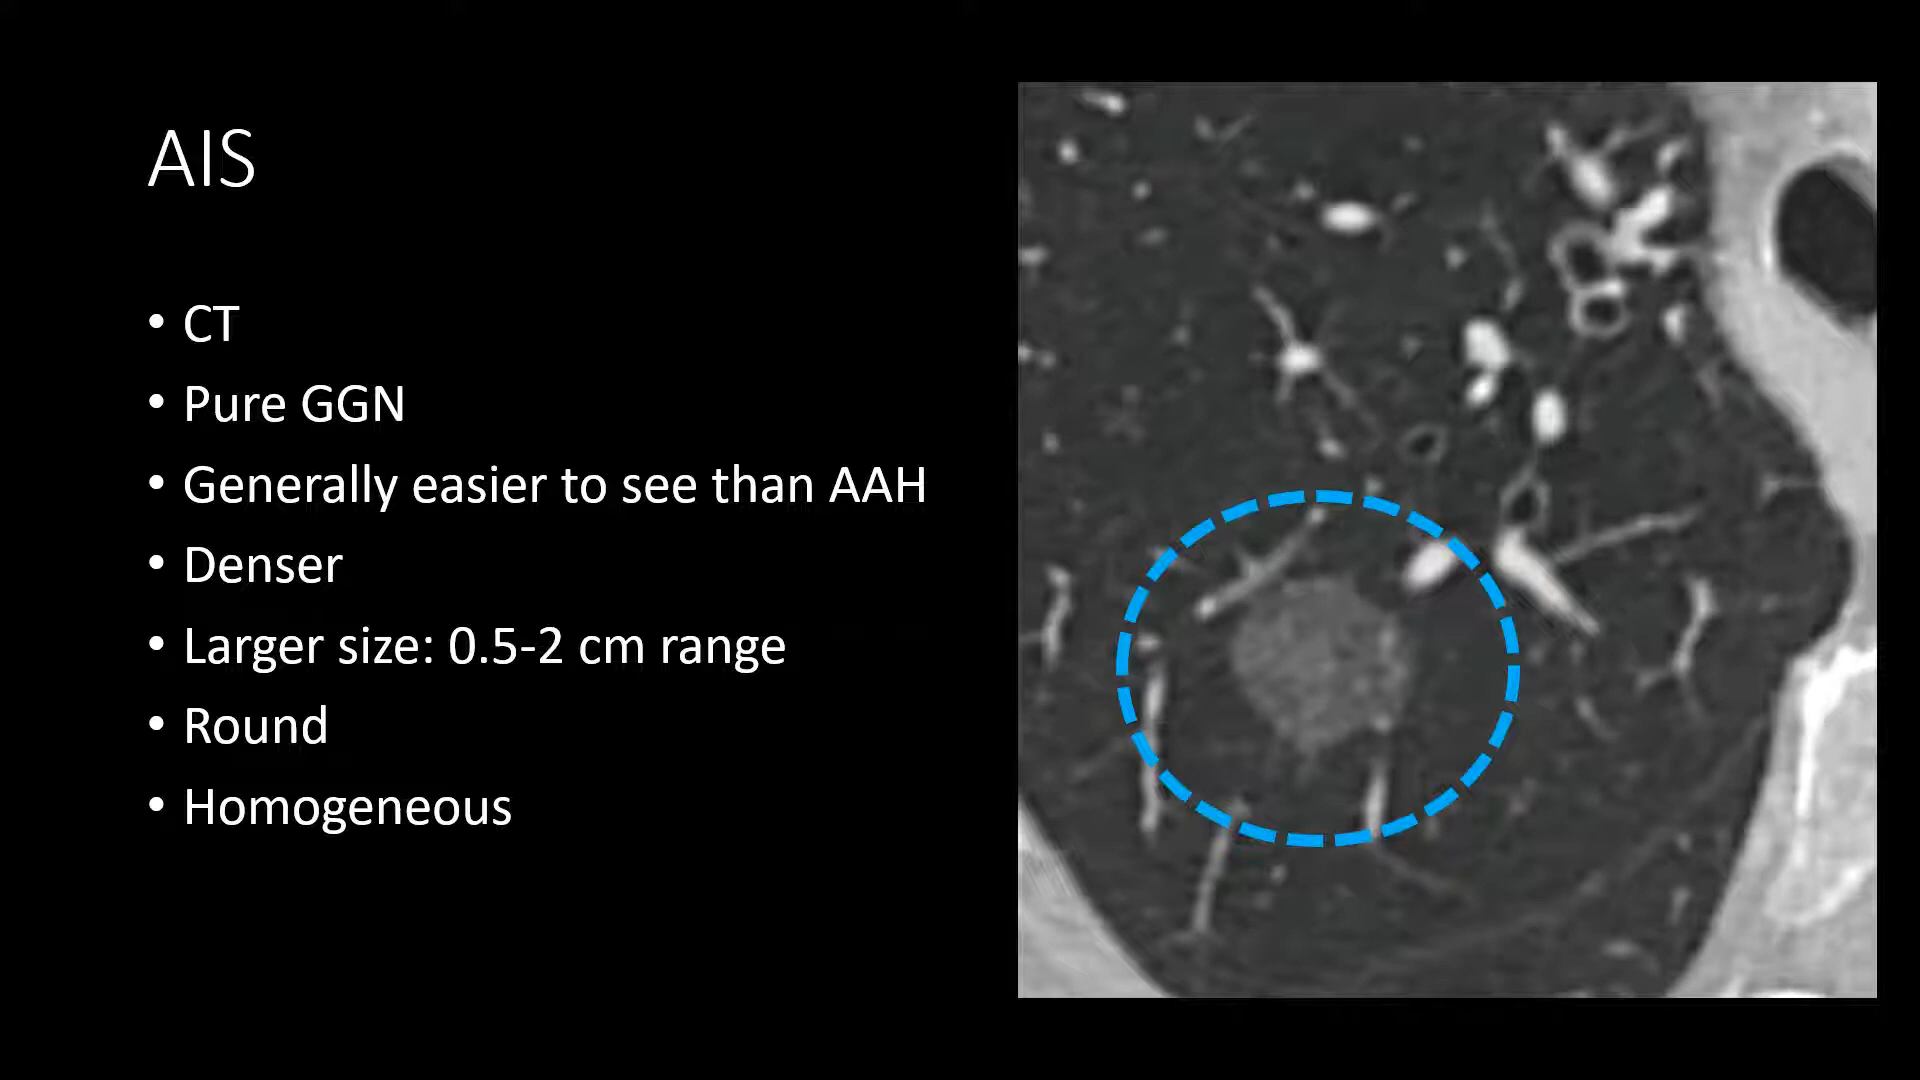 AIS
• CT
• Pure GGN
• Generally easier to see than AAH
• Denser
• Larger size: 0.5-2 cm range
• Round
• Homogeneous